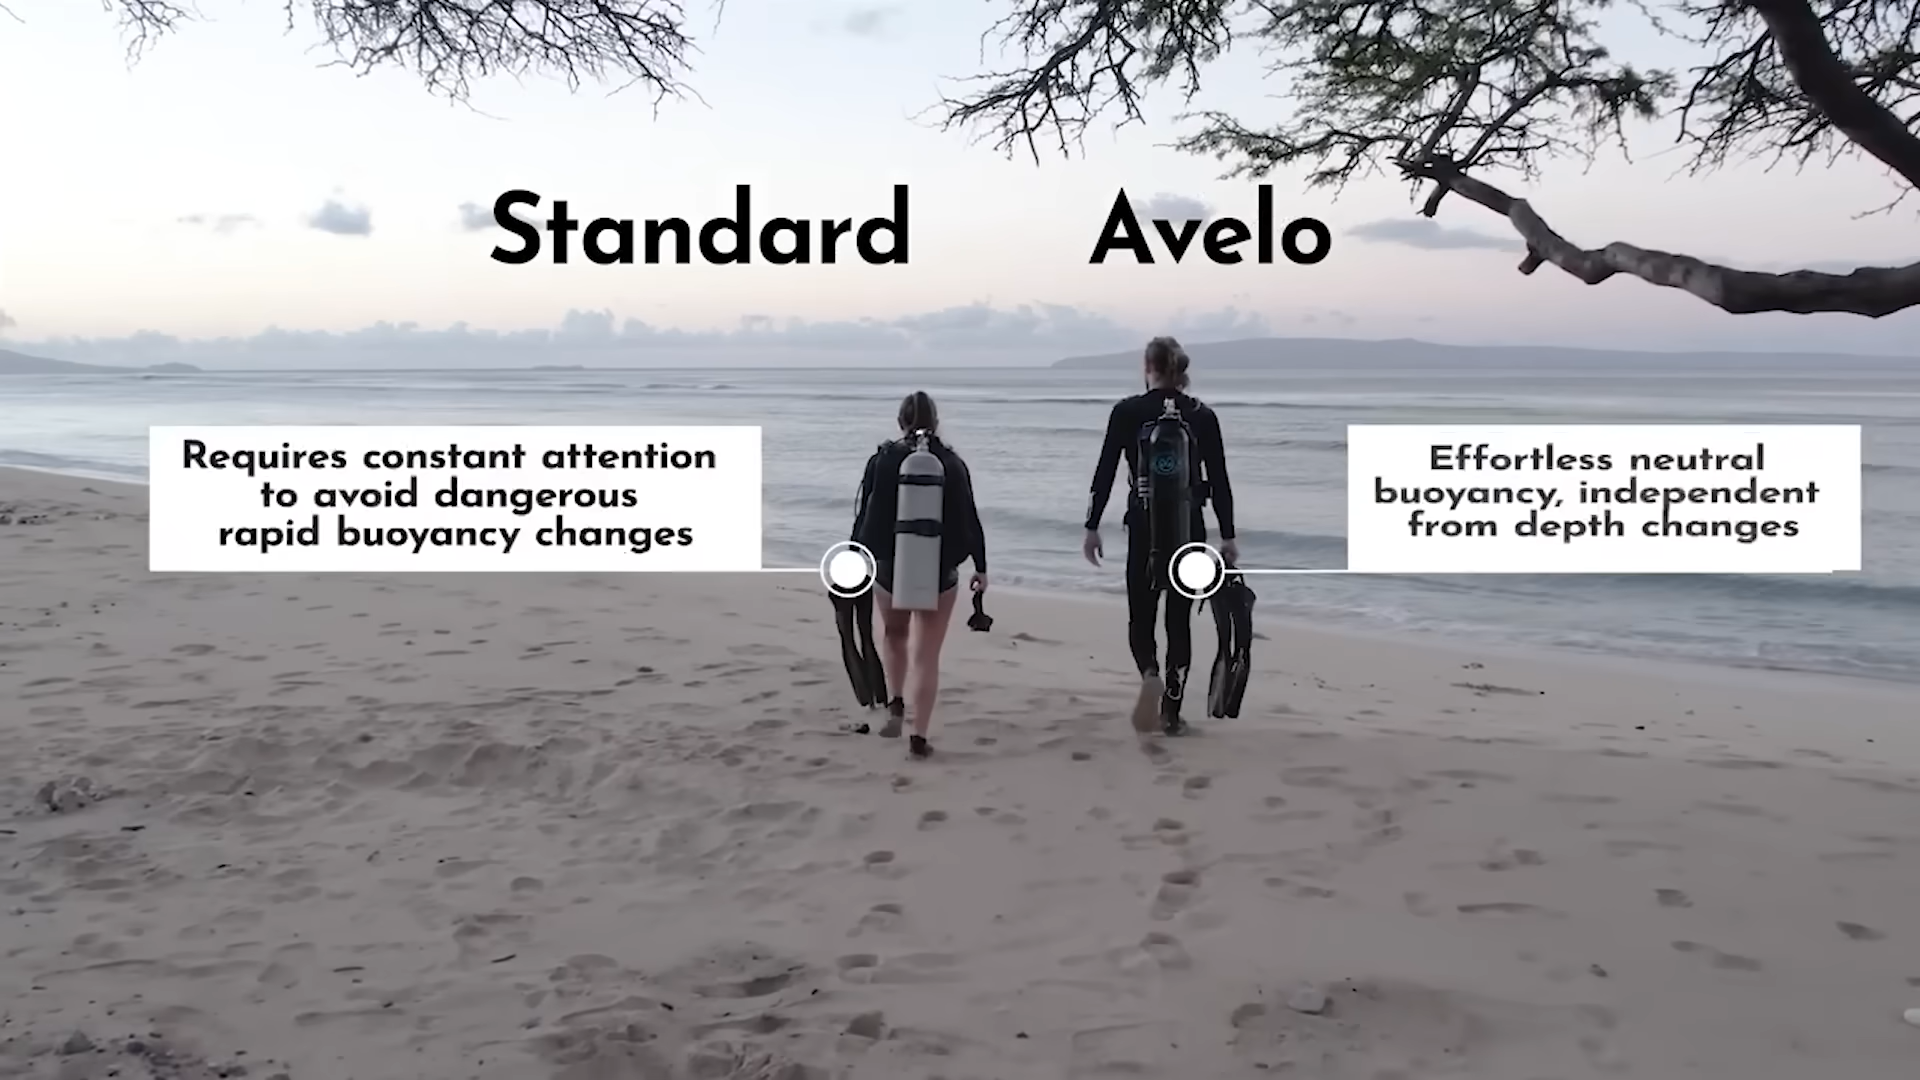 Standard
Avelo
Requires constant attention
to avoid dangerous
rapid buoyancy changes
Effortless neutral
buoyancy, independent
from depth changes